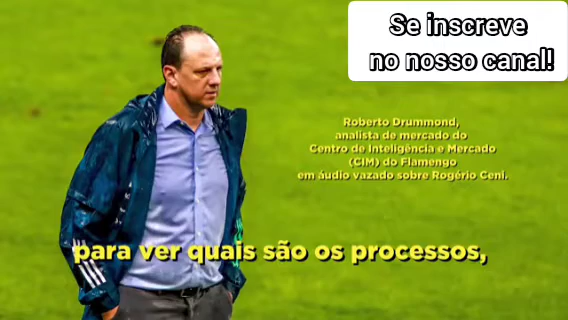 Se inscreve
no nosso canal!
Roberto Drummond,
analista de mercado do
Centro de Inteligência e Mercado
(CIM) do Flamengo
em áudio vazado sobre Rogério Ceni.
para ver quais são os processos,